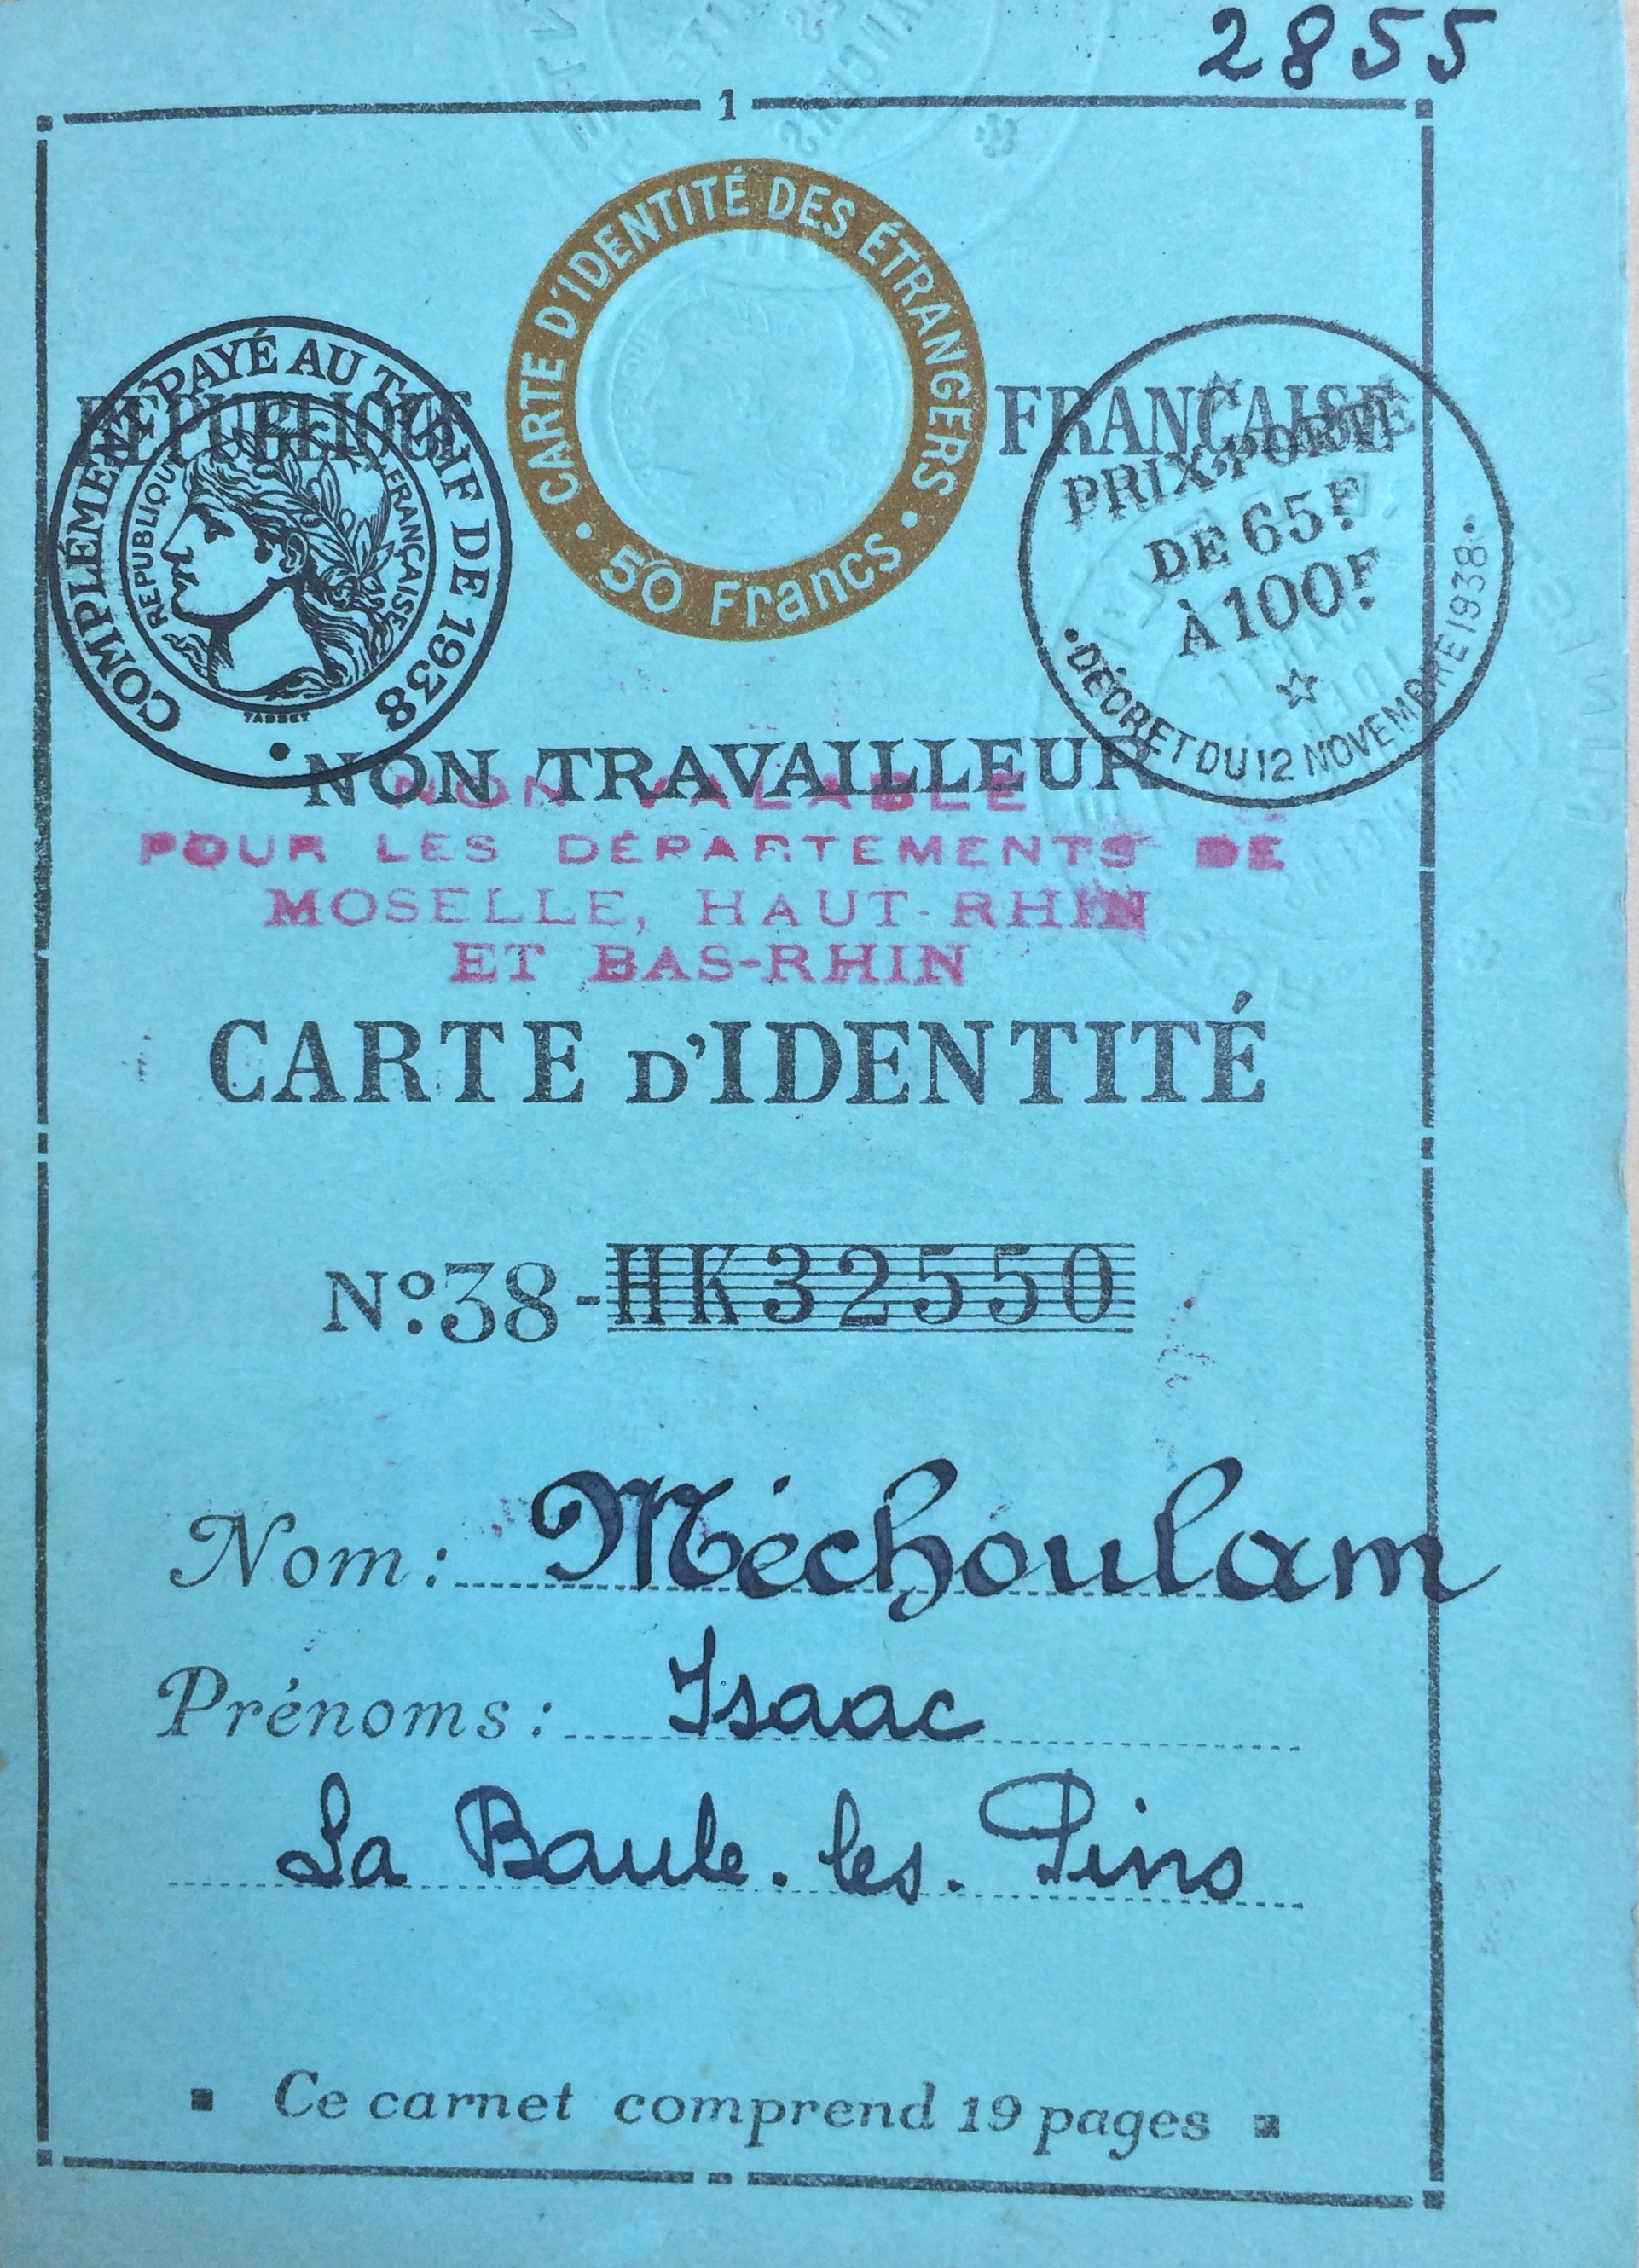 2855
1
CARTE D'IDENTITÉ DES ÉTRANGERS
• 50 Francs •
RÉPUBLIQUE FRANÇAISE
COMPLÉMENT PAYÉ AU TARIF DE 1938
REPUBLIQUE FRANÇAISE
TASSET
PRIX PORTÉ
DE 65F
À 100F
•DÉCRET DU 12 NOVEMBRE 1938•
NON TRAVAILLEUR
NON VALABLE
POUR LES DÉPARTEMENTS DE
MOSELLE, HAUT-RHIN
ET BAS-RHIN
CARTE D'IDENTITÉ
No:38-HK32550
Nom: Méchoulam
Prénoms: Isaac
La Baule.les.Pins
Ce carnet comprend 19 pages